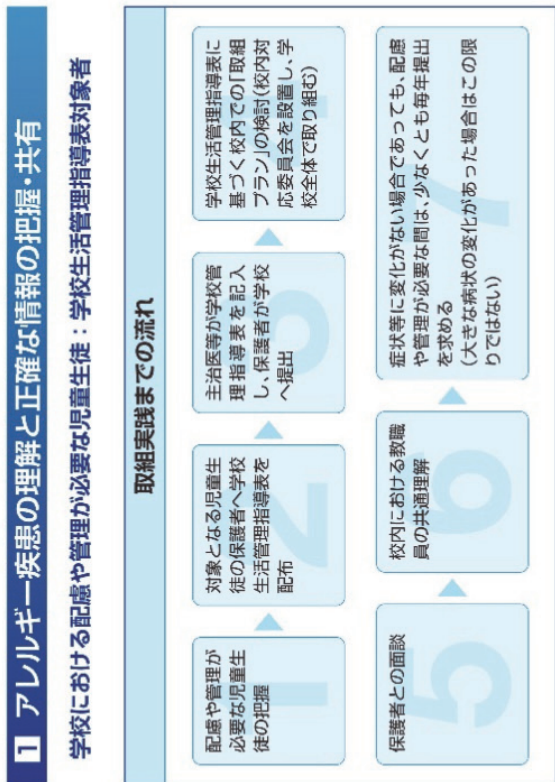 1 アレルギー疾患の理解と正確な情報の把握・共有
学校における配慮や管理が必要な児童生徒：学校生活管理指導表対象者
取組実践までの流れ
1
配慮や管理が
必要な児童生
徒の把握
2
対象となる児童生
徒の保護者へ学校
生活管理指導表を
配布
3
主治医等が学校管
理指導表を記入
し、保護者が学校
へ提出
4
学校生活管理指導表に
基づく校内での「取組
プラン」の検討（校内対
応委員会を設置し、学
校全体で取り組む）
5
保護者との面談
6
校内における教職
員の共通理解
7
症状等に変化がない場合であっても、配慮
や管理が必要な間は、少なくとも毎年提出
を求める
（大きな病状の変化があった場合はこの限
りではない）